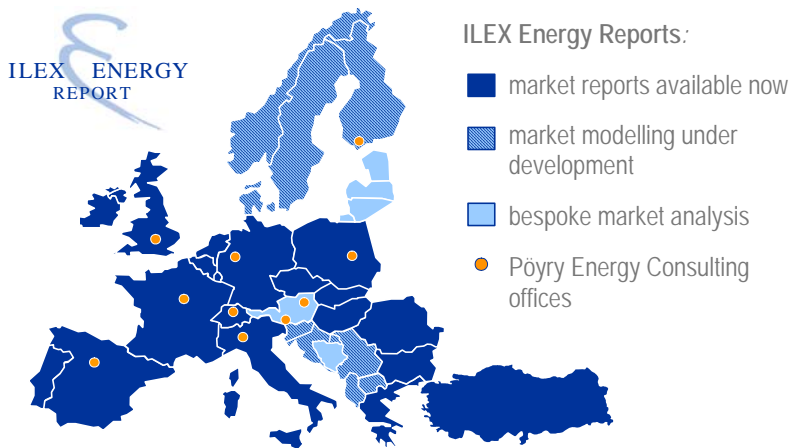 ILEX ENERGY
REPORT
ILEX Energy Reports:
market reports available now
market modelling under
development
bespoke market analysis
Pöyry Energy Consulting
offices